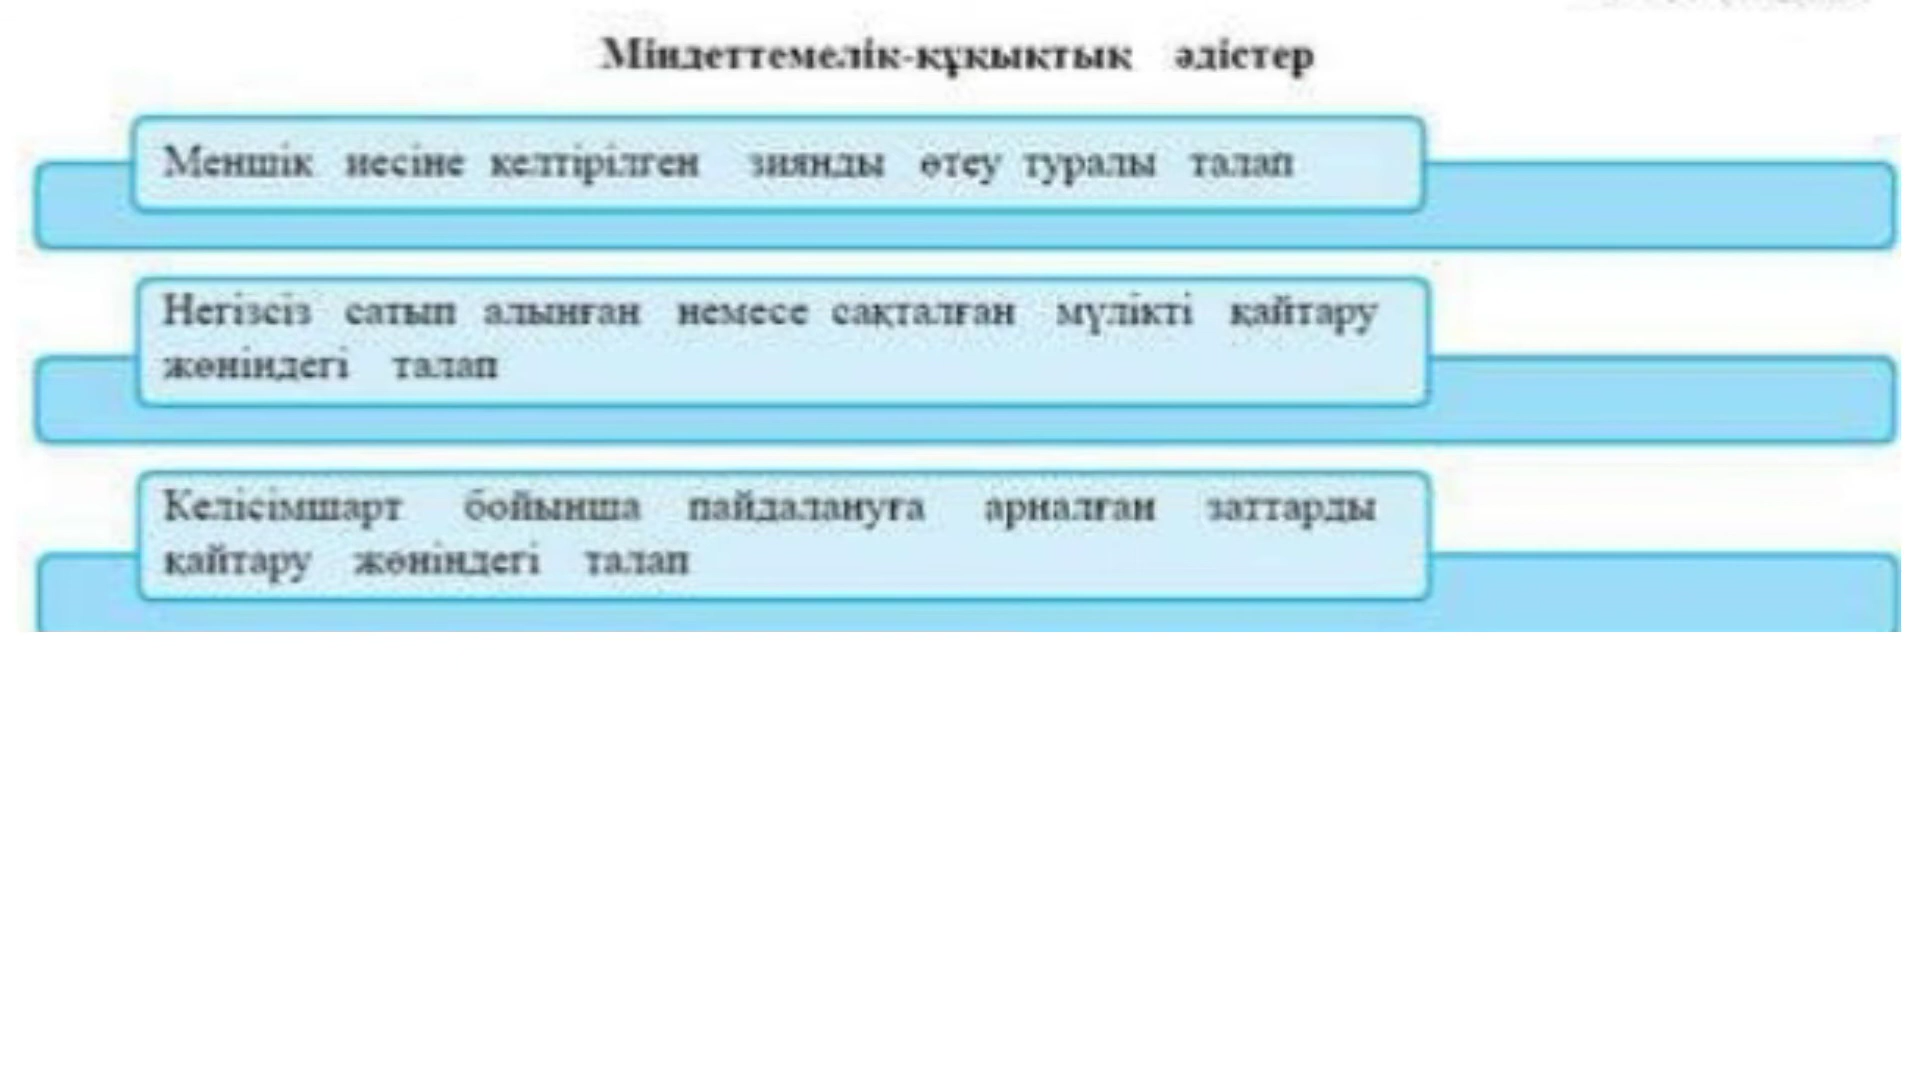 Міндеттемелік-құқықтық әдістер
Меншік иесіне келтірілген зиянды өтеу туралы талап
Негізсіз сатып алынған немесе сақталған мүлікті қайтару
жөніндегі талап
Келісімшарт бойынша пайдалануға арналған заттарды
қайтару жөніндегі талап